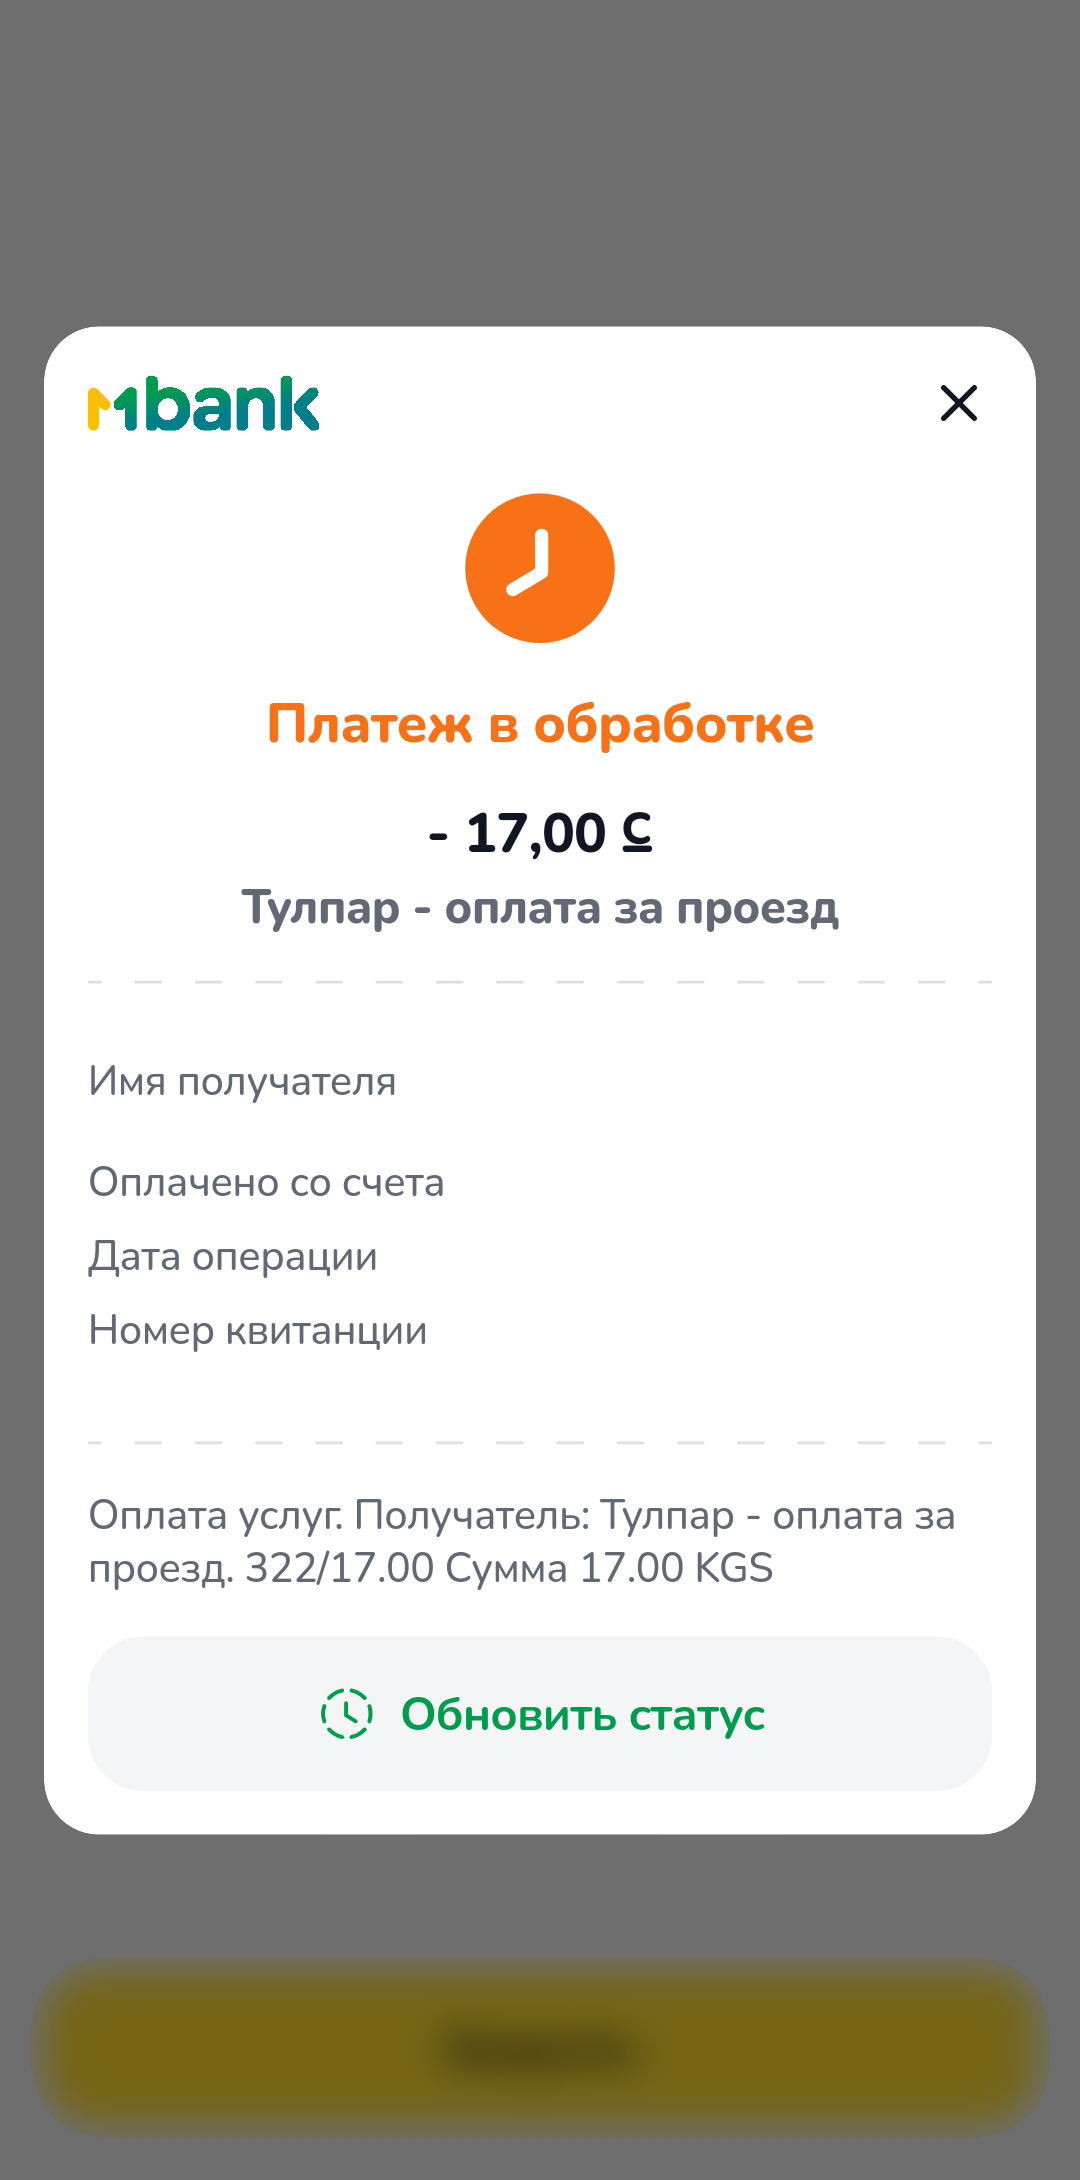 Mbank
Платеж в обработке
- 17,00 С
Тулпар - оплата за проезд
Имя получателя
Оплачено со счета
Дата операции
Номер квитанции
Оплата услуг. Получатель: Тулпар - оплата за
проезд. 322/17.00 Сумма 17.00 KGS
Обновить статус